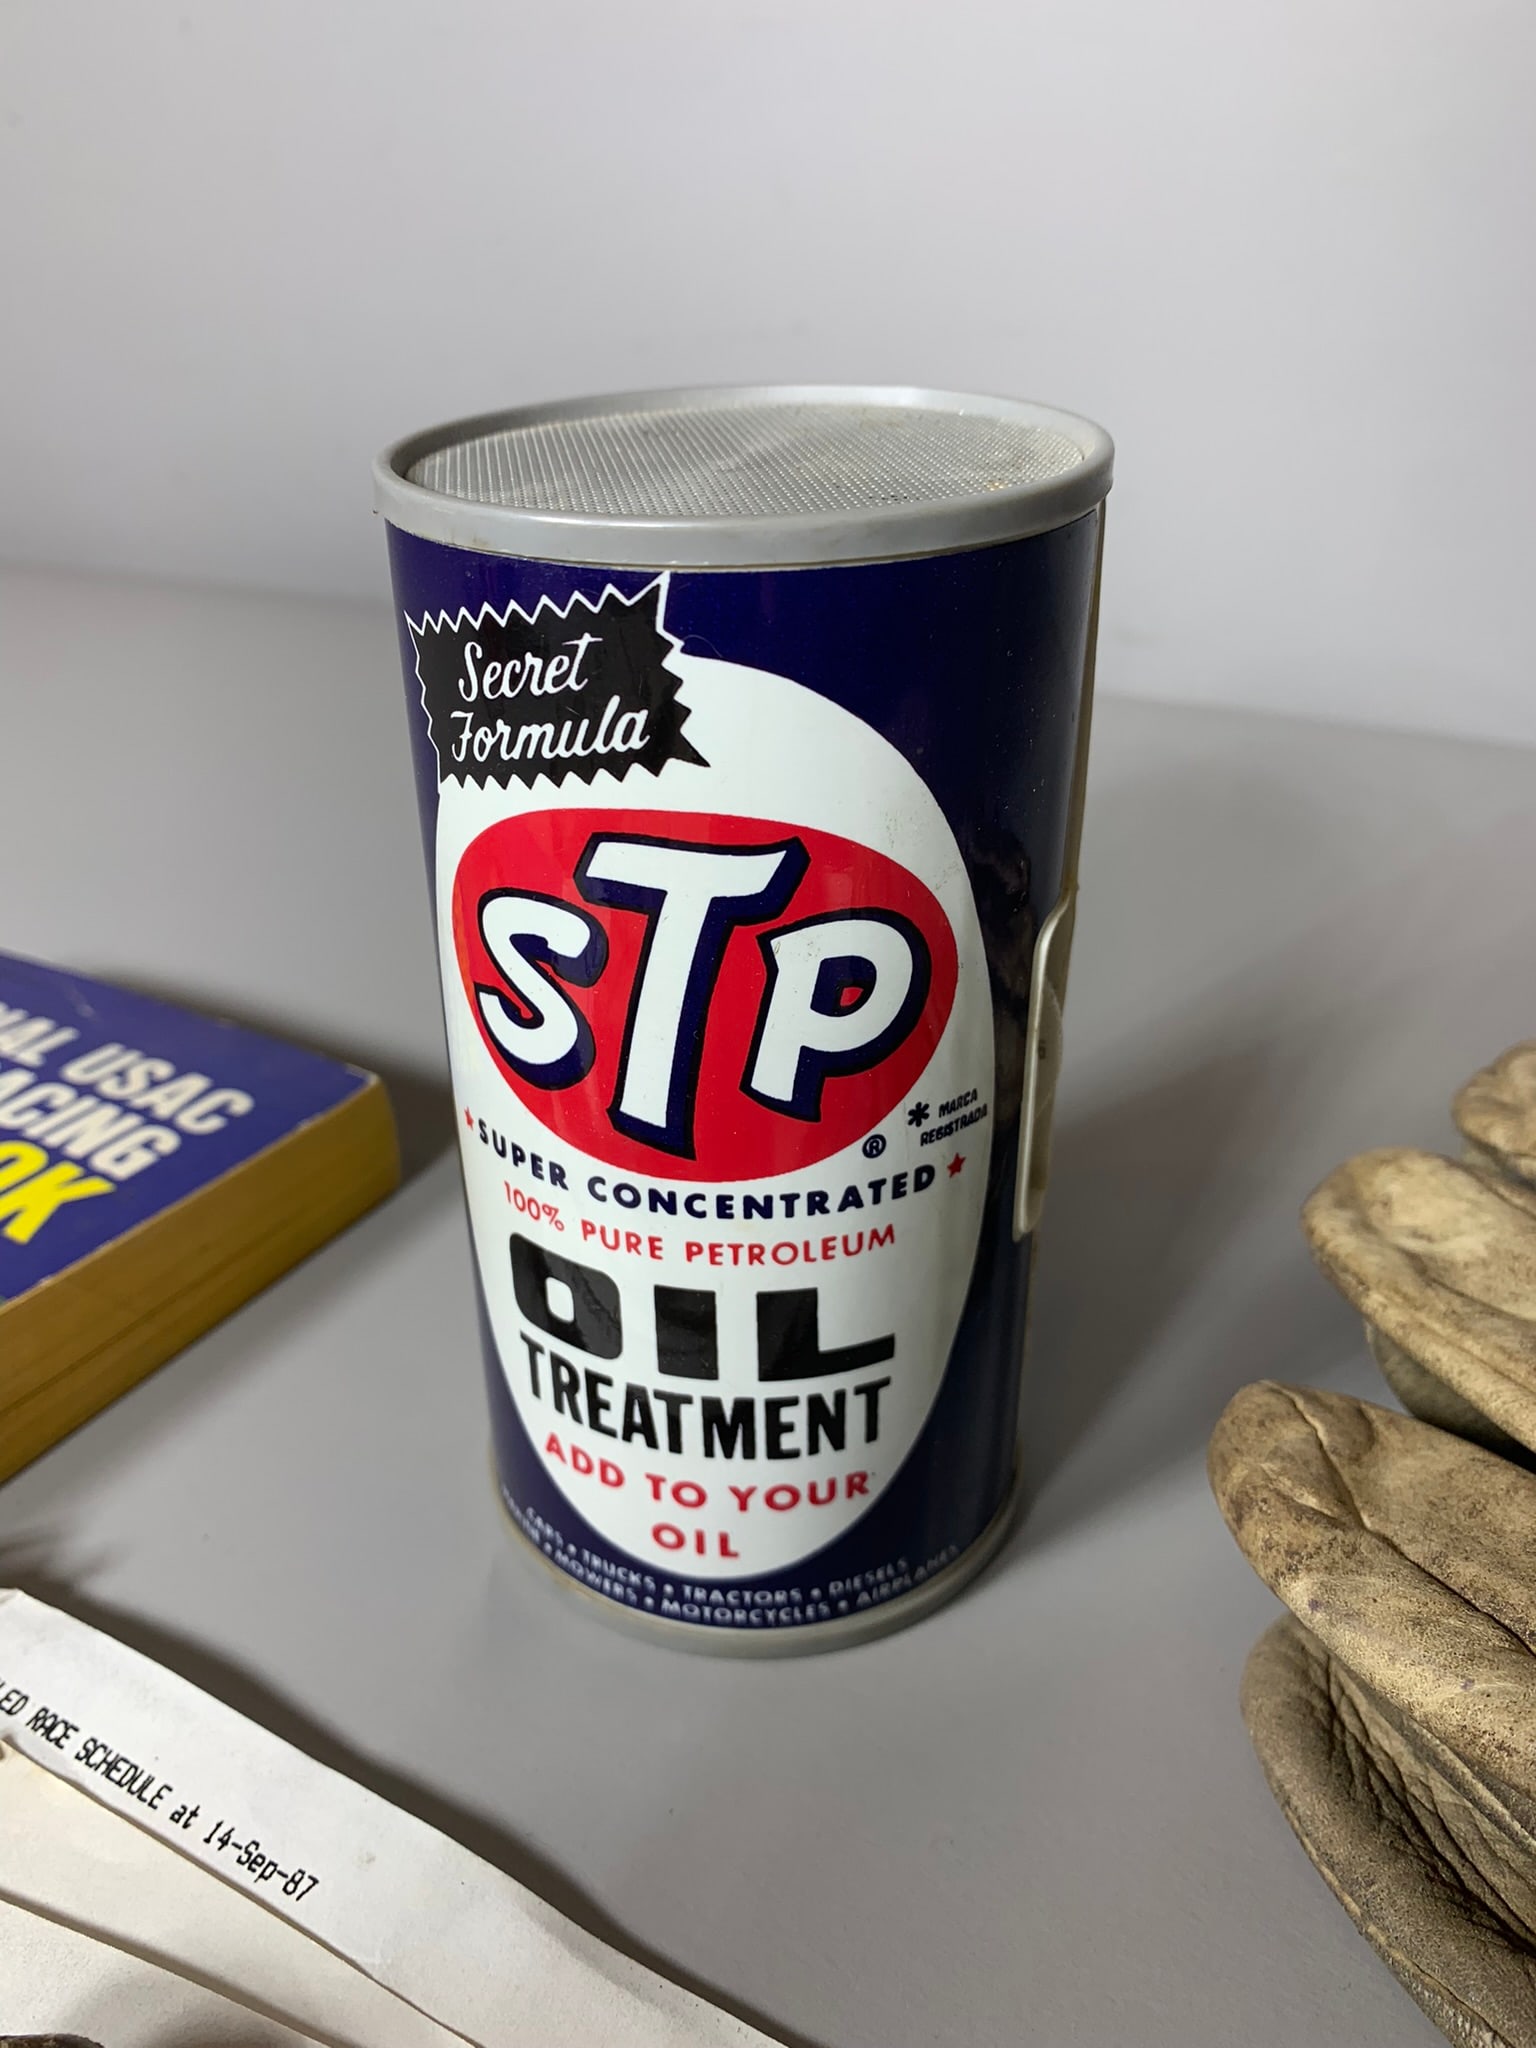 Secret
Formula
STP
®
* MARCA
REGISTRADA
SUPER CONCENTRATED
100% PURE PETROLEUM
OIL
TREATMENT
ADD TO YOUR
OIL
CARS • TRUCKS • TRACTORS • DIESELS
• MOWERS • MOTORCYCLES • AIRPLANES
USAC
OK
RACE SCHEDULE at 14-Sep-87